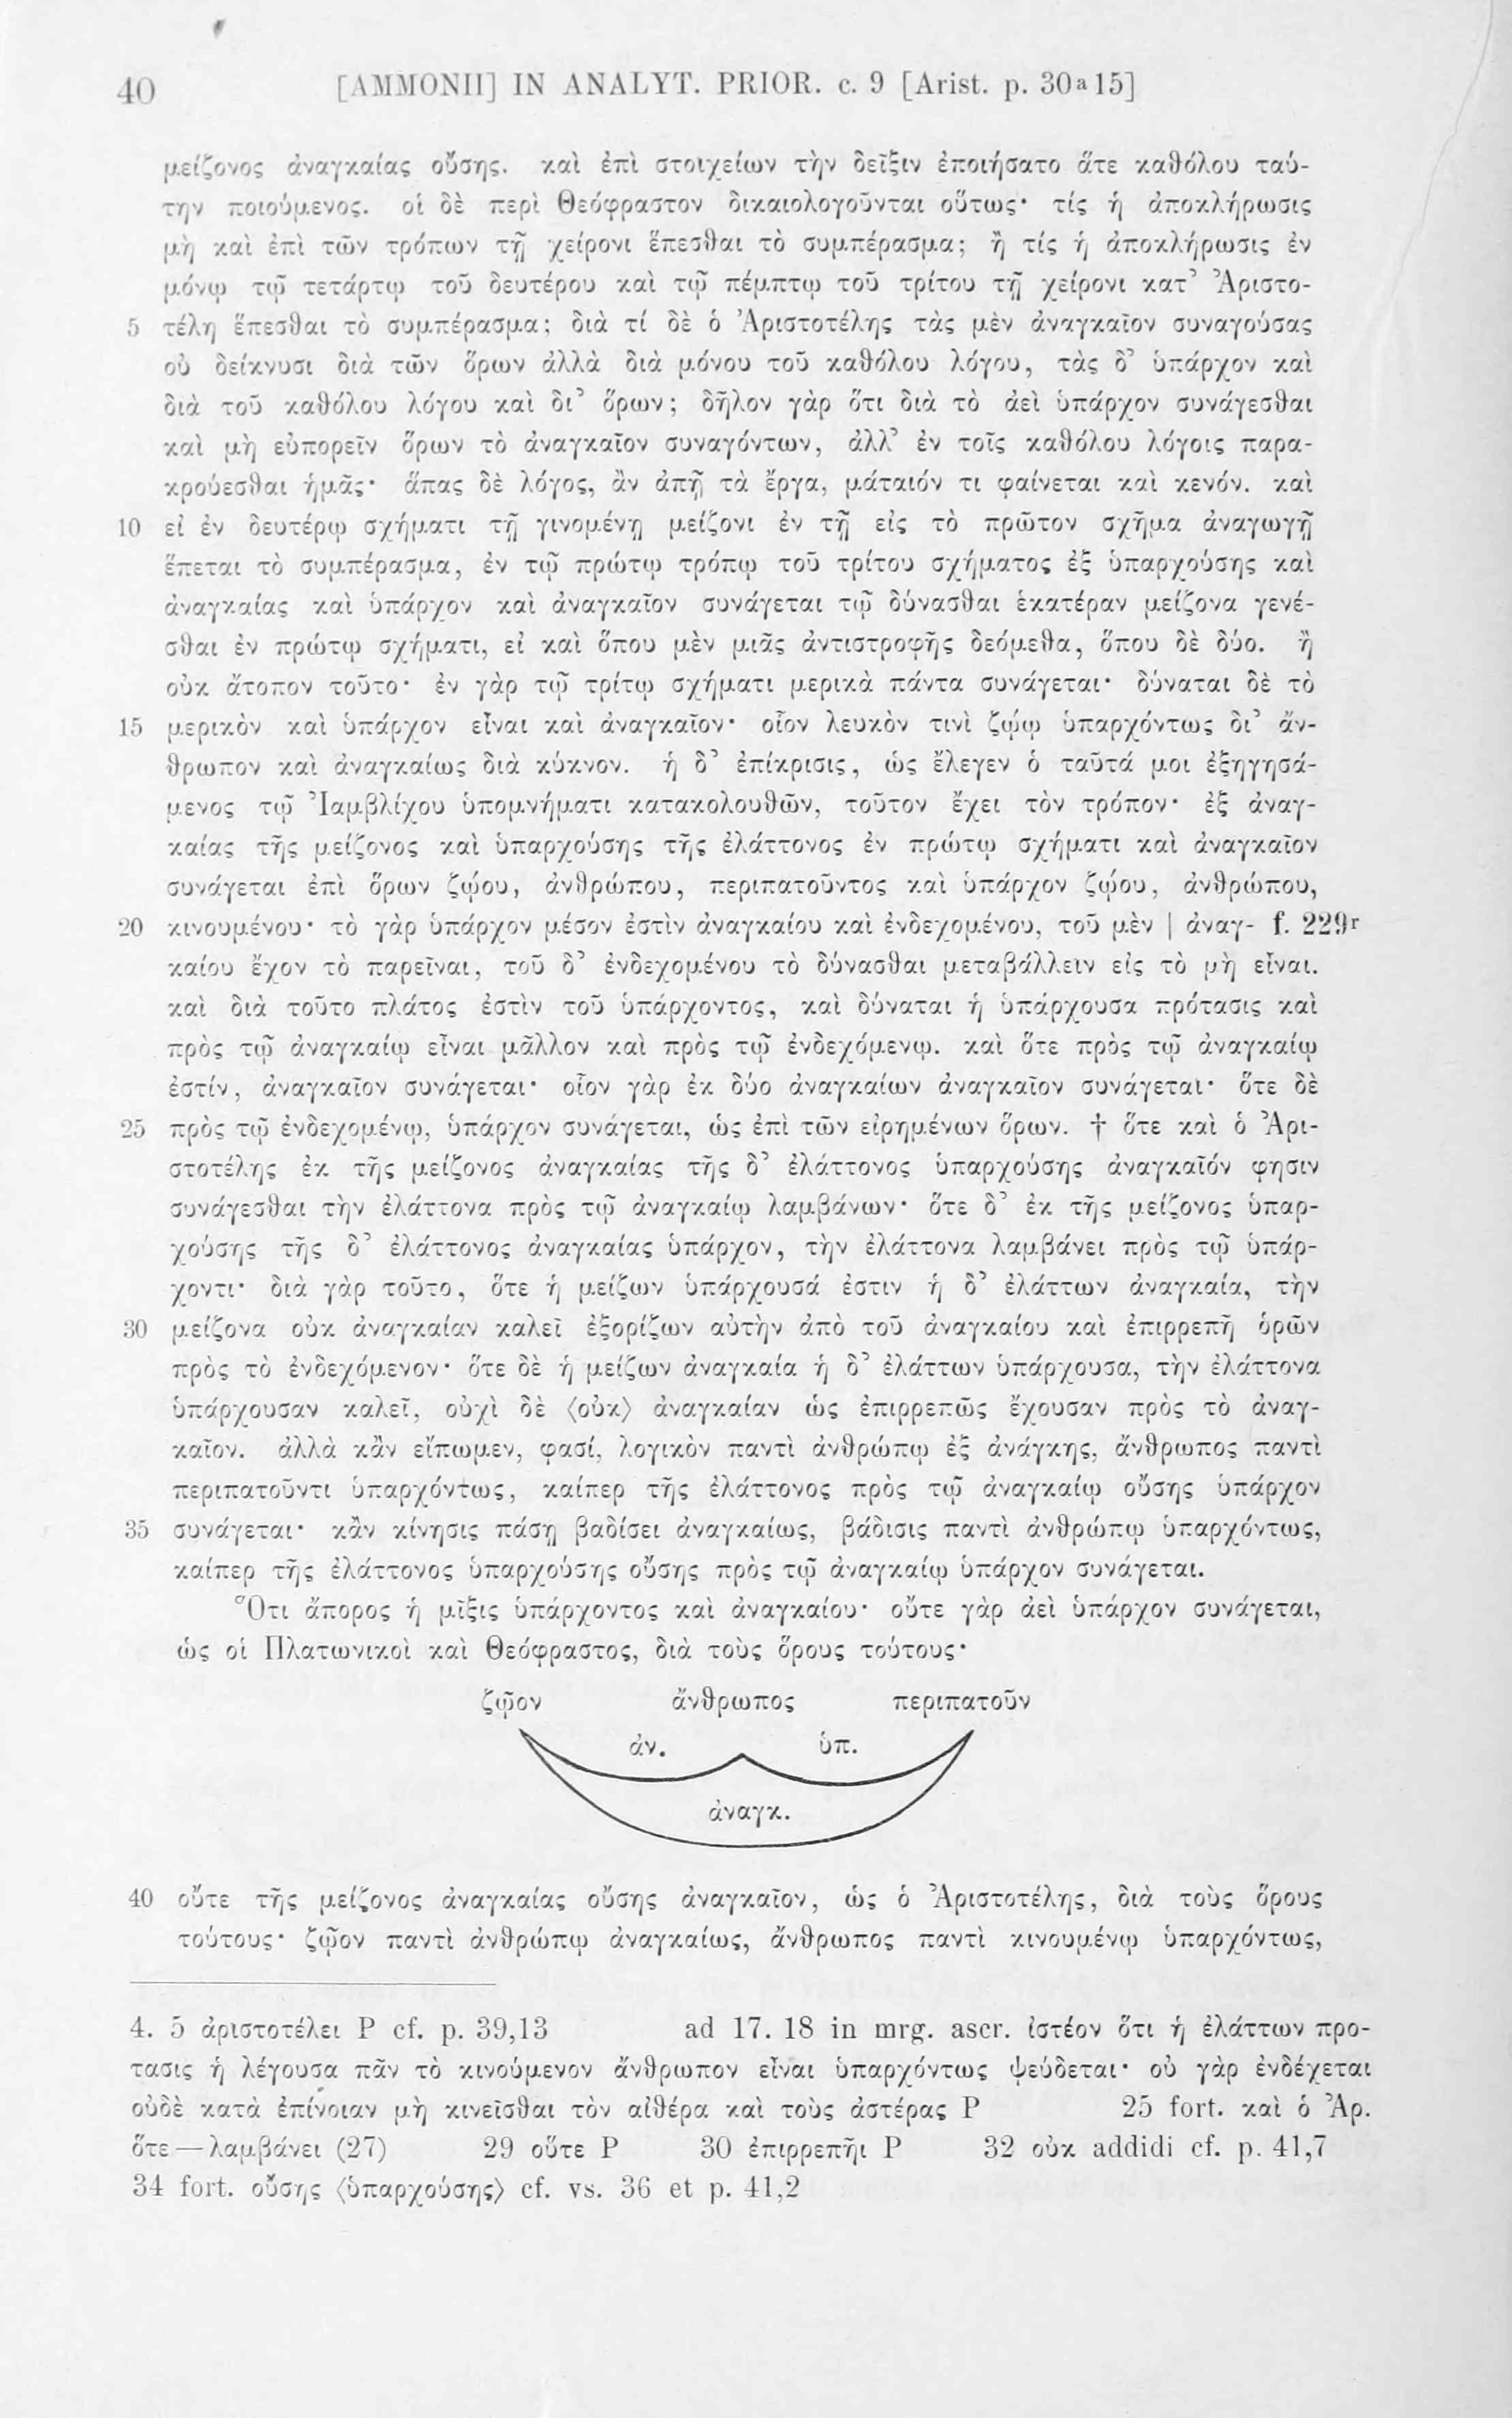 40 [AMMONII] IN ANALYT. PRIOR. c. 9 [Arist. p. 30a15]
μείζονος ἀναγκαίας οὔσης. καὶ ἐπὶ στοιχείων τὴν δεῖξιν ἐποιήσατο ἅτε καθόλου ταύ-
την ποιούμενος. οἱ δὲ περὶ Θεόφραστον δικαιολογοῦνται οὕτως· τίς ἡ ἀποκλήρωσις
μὴ καὶ ἐπὶ τῶν τρόπων τῇ χείρονι ἕπεσθαι τὸ συμπέρασμα; ἢ τίς ἡ ἀποκλήρωσις ἐν
μόνῳ τῷ τετάρτῳ τοῦ δευτέρου καὶ τῷ πέμπτῳ τοῦ τρίτου τῇ χείρονι κατ᾽ Ἀριστο-
5 τέλη ἕπεσθαι τὸ συμπέρασμα; διὰ τί δὲ ὁ Ἀριστοτέλης τὰς μὲν ἀναγκαῖον συναγούσας
οὐ δείκνυσι διὰ τῶν ὅρων ἀλλὰ διὰ μόνου τοῦ καθόλου λόγου, τὰς δ᾽ ὑπάρχον καὶ
διὰ τοῦ καθόλου λόγου καὶ δι᾽ ὅρων; δῆλον γὰρ ὅτι διὰ τὸ ἀεὶ ὑπάρχον συνάγεσθαι
καὶ μὴ εὐπορεῖν ὅρων τὸ ἀναγκαῖον συναγόντων, ἀλλ᾽ ἐν τοῖς καθόλου λόγοις παρα-
κρούεσθαι ἡμᾶς· ἅπας δὲ λόγος, ἂν ἀπῇ τὰ ἔργα, μάταιόν τι φαίνεται καὶ κενόν. καὶ
10 εἰ ἐν δευτέρῳ σχήματι τῇ γινομένῃ μείζονι ἐν τῇ εἰς τὸ πρῶτον σχῆμα ἀναγωγῇ
ἕπεται τὸ συμπέρασμα, ἐν τῷ πρώτῳ τρόπῳ τοῦ τρίτου σχήματος ἐξ ὑπαρχούσης καὶ
ἀναγκαίας καὶ ὑπάρχον καὶ ἀναγκαῖον συνάγεται τῷ δύνασθαι ἑκατέραν μείζονα γενέ-
σθαι ἐν πρώτῳ σχήματι, εἰ καὶ ὅπου μὲν μιᾶς ἀντιστροφῆς δεόμεθα, ὅπου δὲ δύο. ἢ
οὐκ ἄτοπον τοῦτο· ἐν γὰρ τῷ τρίτῳ σχήματι μερικὰ πάντα συνάγεται· δύναται δὲ τὸ
15 μερικὸν καὶ ὑπάρχον εἶναι καὶ ἀναγκαῖον· οἷον λευκὸν τινὶ ζῴῳ ὑπαρχόντως δι᾽ ἄν-
θρωπον καὶ ἀναγκαίως διὰ κύκνον. ἡ δ᾽ ἐπίκρισις, ὡς ἔλεγεν ὁ ταῦτά μοι ἐξηγησά-
μενος τῷ Ἰαμβλίχου ὑπομνήματι κατακολουθῶν, τοῦτον ἔχει τὸν τρόπον· ἐξ ἀναγ-
καίας τῆς μείζονος καὶ ὑπαρχούσης τῆς ἐλάττονος ἐν πρώτῳ σχήματι καὶ ἀναγκαῖον
συνάγεται ἐπὶ ὅρων ζῴου, ἀνθρώπου, περιπατοῦντος καὶ ὑπάρχον ζῴου, ἀνθρώπου,
20 κινουμένου· τὸ γὰρ ὑπάρχον μέσον ἐστὶν ἀναγκαίου καὶ ἐνδεχομένου, τοῦ μὲν | ἀναγ- f. 229r
καίου ἔχον τὸ παρεῖναι, τοῦ δ᾽ ἐνδεχομένου τὸ δύνασθαι μεταβάλλειν εἰς τὸ μὴ εἶναι.
καὶ διὰ τοῦτο πλάτος ἐστὶν τοῦ ὑπάρχοντος, καὶ δύναται ἡ ὑπάρχουσα πρότασις καὶ
πρὸς τῷ ἀναγκαίῳ εἶναι μᾶλλον καὶ πρὸς τῷ ἐνδεχόμενῳ. καὶ ὅτε πρὸς τῷ ἀναγκαίῳ
ἐστίν, ἀναγκαῖον συνάγεται· οἷον γὰρ ἐκ δύο ἀναγκαίων ἀναγκαῖον συνάγεται· ὅτε δὲ
25 πρὸς τῷ ἐνδεχομένῳ, ὑπάρχον συνάγεται, ὡς ἐπὶ τῶν εἰρημένων ὅρων. † ὅτε καὶ ὁ Ἀρι-
στοτέλης ἐκ τῆς μείζονος ἀναγκαίας τῆς δ᾽ ἐλάττονος ὑπαρχούσης ἀναγκαῖόν φησιν
συνάγεσθαι τὴν ἐλάττονα πρὸς τῷ ἀναγκαίῳ λαμβάνων· ὅτε δ᾽ ἐκ τῆς μείζονος ὑπαρ-
χούσης τῆς δ᾽ ἐλάττονος ἀναγκαίας ὑπάρχον, τὴν ἐλάττονα λαμβάνει πρὸς τῷ ὑπάρ-
χοντι· διὰ γὰρ τοῦτο, ὅτε ἡ μείζων ὑπάρχουσά ἐστιν ἡ δ᾽ ἐλάττων ἀναγκαία, τὴν
30 μείζονα οὐκ ἀναγκαίαν καλεῖ ἐξορίζων αὐτὴν ἀπὸ τοῦ ἀναγκαίου καὶ ἐπιρρεπῆ ὁρῶν
πρὸς τὸ ἐνδεχόμενον· ὅτε δὲ ἡ μείζων ἀναγκαία ἡ δ᾽ ἐλάττων ὑπάρχουσα, τὴν ἐλάττονα
ὑπάρχουσαν καλεῖ, οὐχὶ δὲ ⟨οὐκ⟩ ἀναγκαίαν ὡς ἐπιρρεπῶς ἔχουσαν πρὸς τὸ ἀναγ-
καῖον. ἀλλὰ κἂν εἴπωμεν, φασί, λογικὸν παντὶ ἀνθρώπῳ ἐξ ἀνάγκης, ἄνθρωπος παντὶ
περιπατοῦντι ὑπαρχόντως, καίπερ τῆς ἐλάττονος πρὸς τῷ ἀναγκαίῳ οὔσης ὑπάρχον
35 συνάγεται· κἂν κίνησις πάσῃ βαδίσει ἀναγκαίως, βάδισις παντὶ ἀνθρώπῳ ὑπαρχόντως,
καίπερ τῆς ἐλάττονος ὑπαρχούσης οὔσης πρὸς τῷ ἀναγκαίῳ ὑπάρχον συνάγεται.
Ὅτι ἄπορος ἡ μῖξις ὑπάρχοντος καὶ ἀναγκαίου· οὔτε γὰρ ἀεὶ ὑπάρχον συνάγεται,
ὡς οἱ Πλατωνικοὶ καὶ Θεόφραστος, διὰ τοὺς ὅρους τούτους·
ζῷον ἄνθρωπος περιπατοῦν
ἀν. ὑπ.
ἀναγκ.
40 οὔτε τῆς μείζονος ἀναγκαίας οὔσης ἀναγκαῖον, ὡς ὁ Ἀριστοτέλης, διὰ τοὺς ὅρους
τούτους· ζῷον παντὶ ἀνθρώπῳ ἀναγκαίως, ἄνθρωπος παντὶ κινουμένῳ ὑπαρχόντως,
4. 5 ἀριστοτέλει P cf. p. 39,13 ad 17. 18 in mrg. ascr. ἰστέον ὅτι ἡ ἐλάττων προ-
τασις ἡ λέγουσα πᾶν τὸ κινούμενον ἄνθρωπον εἶναι ὑπαρχόντως ψεύδεται· οὐ γὰρ ἐνδέχεται
οὐδὲ κατὰ ἐπίνοιαν μὴ κινεῖσθαι τὸν αἰθέρα καὶ τοὺς ἀστέρας P 25 fort. καὶ ὁ Ἀρ.
ὅτε — λαμβάνει (27) 29 οὔτε P 30 ἐπιρρεπῆι P 32 οὐκ addidi cf. p. 41,7
34 fort. οὔσης ⟨ὑπαρχούσης⟩ cf. vs. 36 et p. 41,2